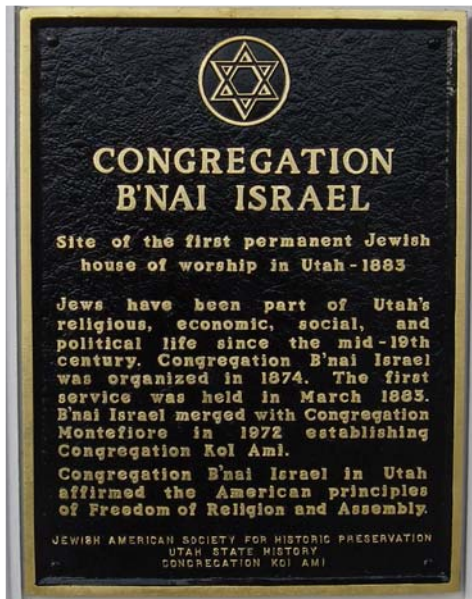 CONGREGATION
B'NAI ISRAEL
Site of the first permanent Jewish
house of worship in Utah-1883
Jews have been part of Utah's
religious, economic, social, and
political life since the mid-19th
century. Congregation B'nai Israel
was organized in 1874. The first
service was held in March 1883.
B'nai Israel merged with Congregation
Montefiore in 1972 establishing
Congregation Kol Ami.
Congregation B'nai Israel in Utah
affirmed the American principles
of Freedom of Religion and Assembly.
JEWISH AMERICAN SOCIETY FOR HISTORIC PRESERVATION
UTAH STATE HISTORY
CONGREGATION KOL AMI